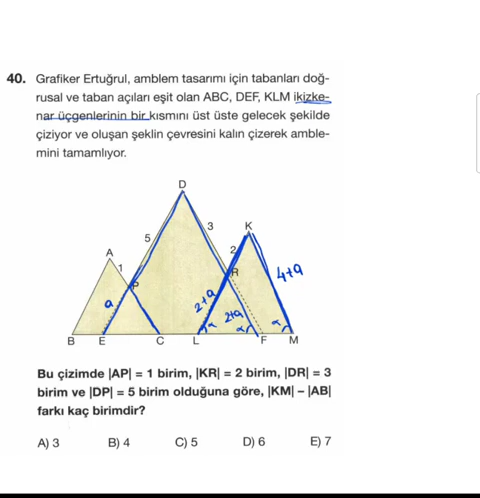 40. Grafiker Ertuğrul, amblem tasarımı için tabanları doğ-
rusal ve taban açıları eşit olan ABC, DEF, KLM ikizke-
nar üçgenlerinin bir kısmını üst üste gelecek şekilde
çiziyor ve oluşan şeklin çevresini kalın çizerek amble-
mini tamamlıyor.
D
5
3
K
A
2
1
P
R
4+a
a
2+a
2+a
α
α
α
B E C L F M
Bu çizimde |AP| = 1 birim, |KR| = 2 birim, |DR| = 3
birim ve |DP| = 5 birim olduğuna göre, |KM| – |AB|
farkı kaç birimdir?
A) 3 B) 4 C) 5 D) 6 E) 7